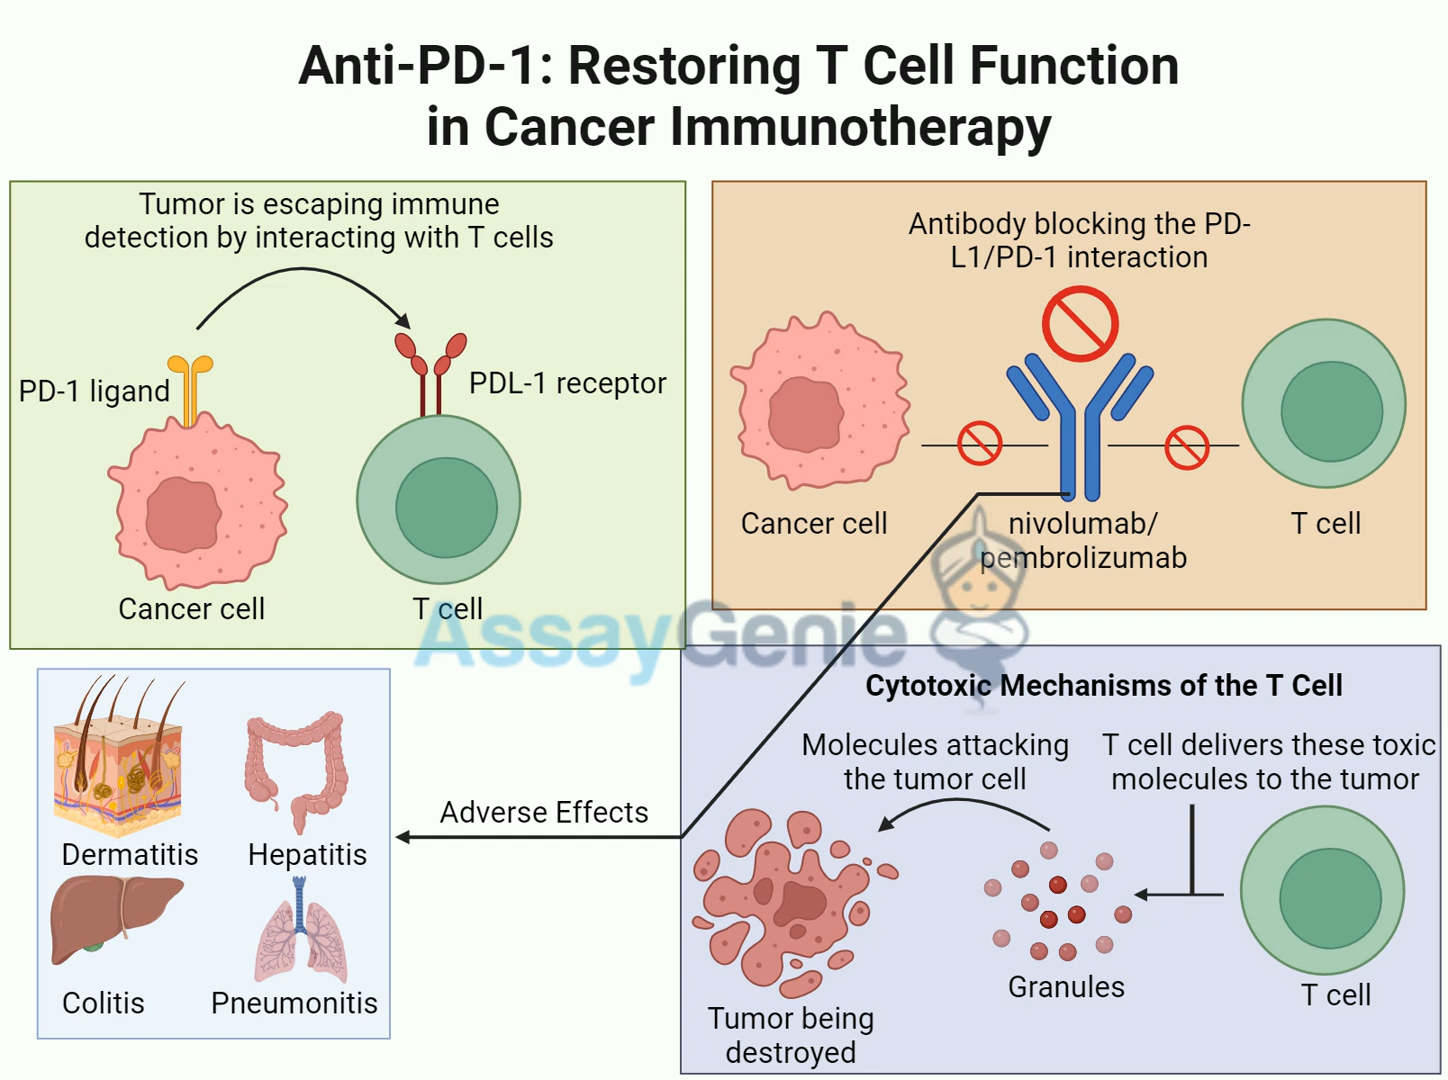 Anti-PD-1: Restoring T Cell Function
in Cancer Immunotherapy
Tumor is escaping immune
detection by interacting with T cells
PD-1 ligand
PDL-1 receptor
Cancer cell
T cell
Antibody blocking the PD-
L1/PD-1 interaction
Cancer cell
nivolumab/
pembrolizumab
T cell
AssayGenie
Adverse Effects
Dermatitis
Hepatitis
Colitis
Pneumonitis
Cytotoxic Mechanisms of the T Cell
Molecules attacking
the tumor cell
T cell delivers these toxic
molecules to the tumor
Granules
T cell
Tumor being
destroyed